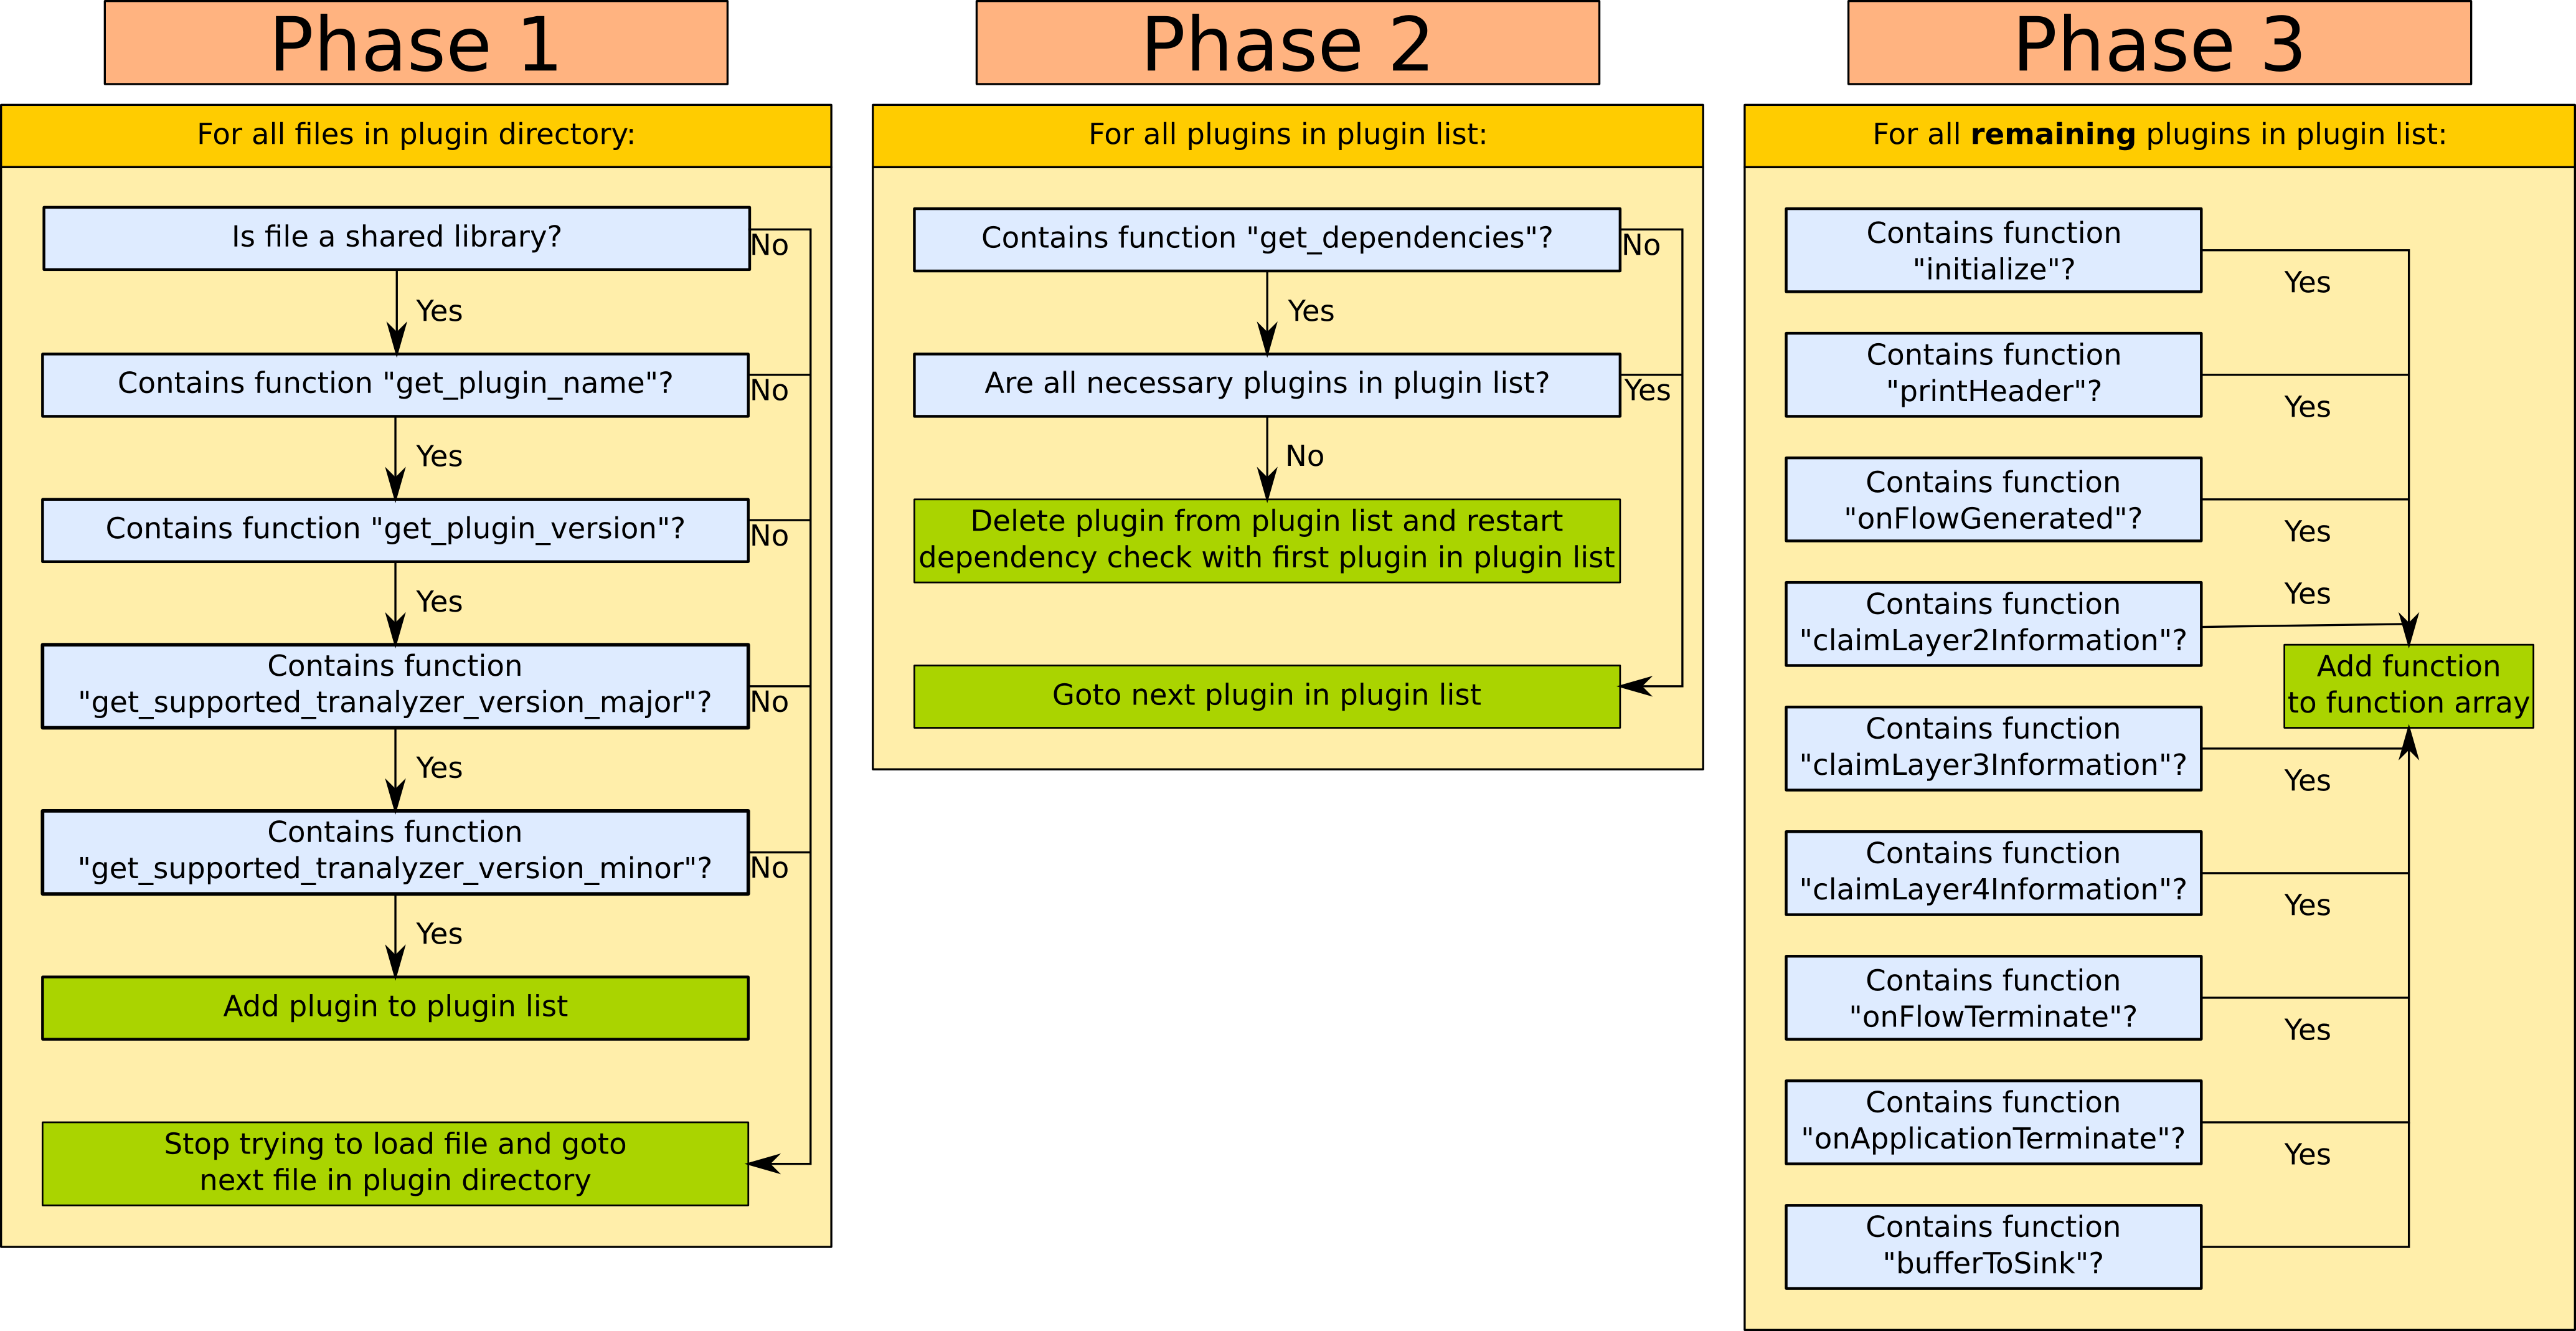 Phase 1
For all files in plugin directory:
Is file a shared library?
No
Yes
Contains function "get_plugin_name"?
No
Yes
Contains function "get_plugin_version"?
No
Yes
Contains function
"get_supported_tranalyzer_version_major"?
No
Yes
Contains function
"get_supported_tranalyzer_version_minor"?
No
Yes
Add plugin to plugin list
Stop trying to load file and goto
next file in plugin directory
Phase 2
For all plugins in plugin list:
Contains function "get_dependencies"?
No
Yes
Are all necessary plugins in plugin list?
Yes
No
Delete plugin from plugin list and restart
dependency check with first plugin in plugin list
Goto next plugin in plugin list
Phase 3
For all remaining plugins in plugin list:
Contains function
"initialize"?
Yes
Contains function
"printHeader"?
Yes
Contains function
"onFlowGenerated"?
Yes
Contains function
"claimLayer2Information"?
Yes
Add function
to function array
Contains function
"claimLayer3Information"?
Yes
Contains function
"claimLayer4Information"?
Yes
Contains function
"onFlowTerminate"?
Yes
Contains function
"onApplicationTerminate"?
Yes
Contains function
"bufferToSink"?